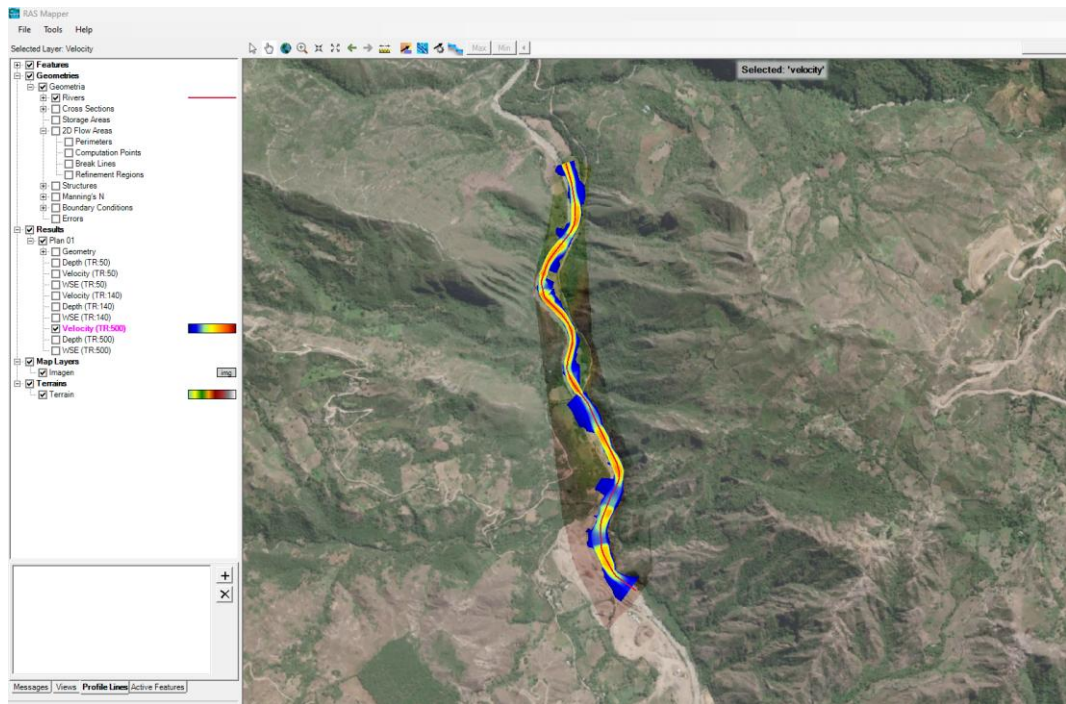 RAS Mapper
File Tools Help
Selected Layer: Velocity
Max Min
Selected: 'velocity'
Features
Geometries
Geometria
Rivers
Cross Sections
Storage Areas
2D Flow Areas
Perimeters
Computation Points
Break Lines
Refinement Regions
Structures
Manning's N
Boundary Conditions
Errors
Results
Plan 01
Geometry
Depth (TR:50)
Velocity (TR:50)
WSE (TR:50)
Velocity (TR:140)
Depth (TR:140)
WSE (TR:140)
Velocity (TR:500)
Depth (TR:500)
WSE (TR:500)
Map Layers
Imagen img
Terrains
Terrain
Messages Views Profile Lines Active Features